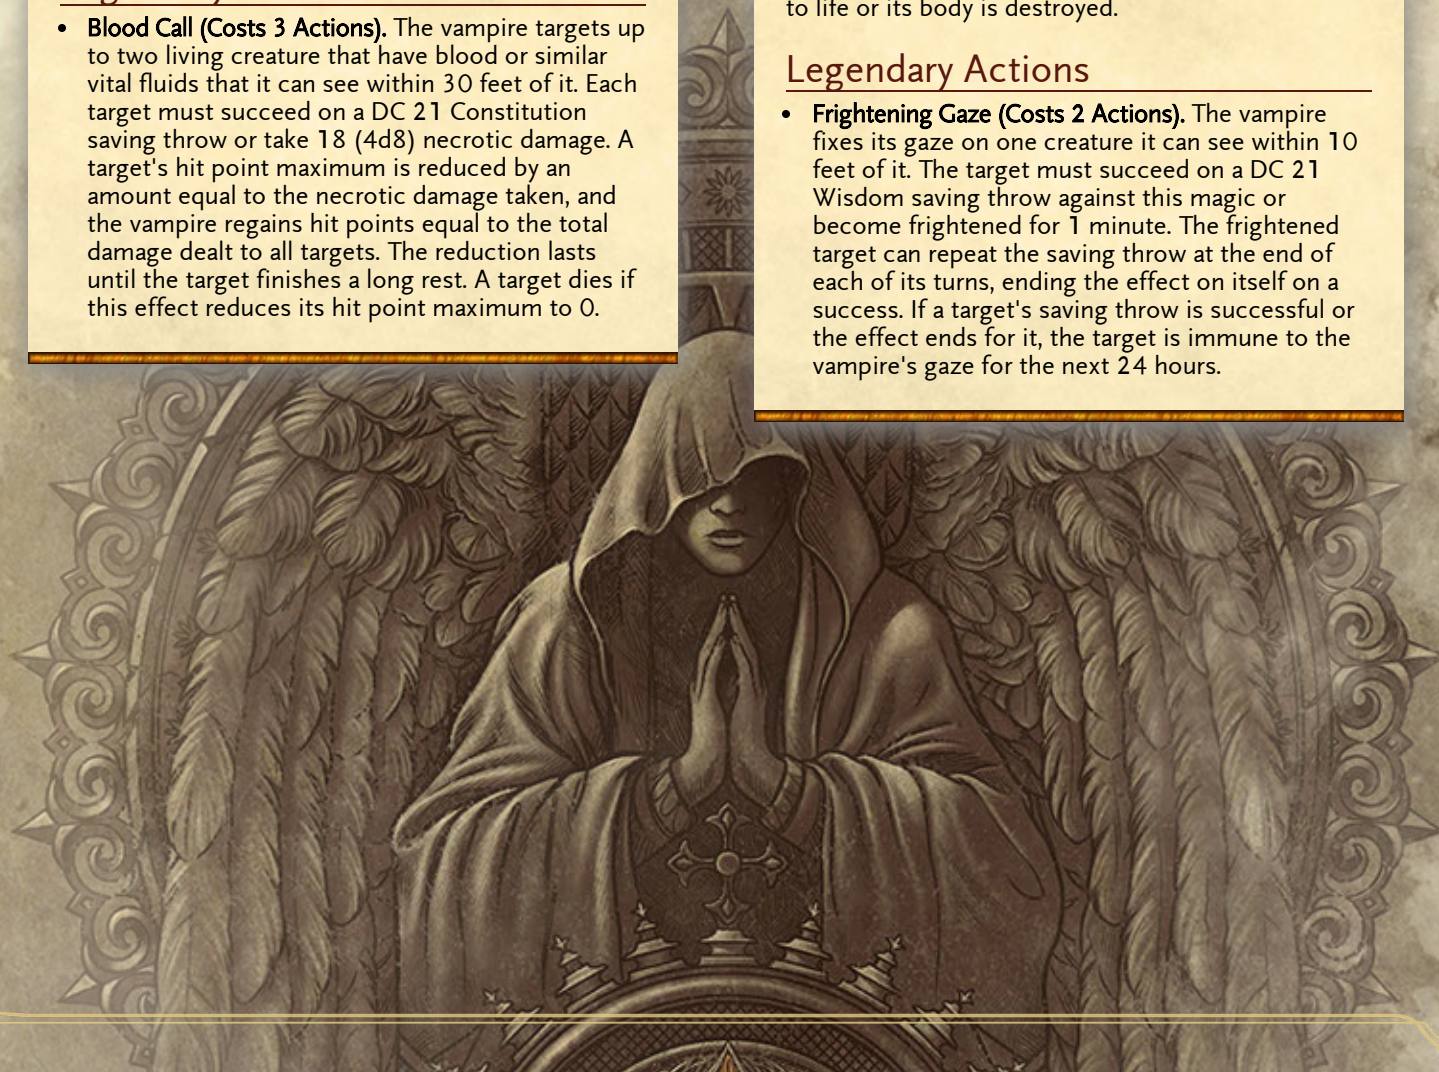 Blood Call (Costs 3 Actions). The vampire targets up
to two living creature that have blood or similar
vital fluids that it can see within 30 feet of it. Each
target must succeed on a DC 21 Constitution
saving throw or take 18 (4d8) necrotic damage. A
target's hit point maximum is reduced by an
amount equal to the necrotic damage taken, and
the vampire regains hit points equal to the total
damage dealt to all targets. The reduction lasts
until the target finishes a long rest. A target dies if
this effect reduces its hit point maximum to 0.
to life or its body is destroyed.
Legendary Actions
Frightening Gaze (Costs 2 Actions). The vampire
fixes its gaze on one creature it can see within 10
feet of it. The target must succeed on a DC 21
Wisdom saving throw against this magic or
become frightened for 1 minute. The frightened
target can repeat the saving throw at the end of
each of its turns, ending the effect on itself on a
success. If a target's saving throw is successful or
the effect ends for it, the target is immune to the
vampire's gaze for the next 24 hours.